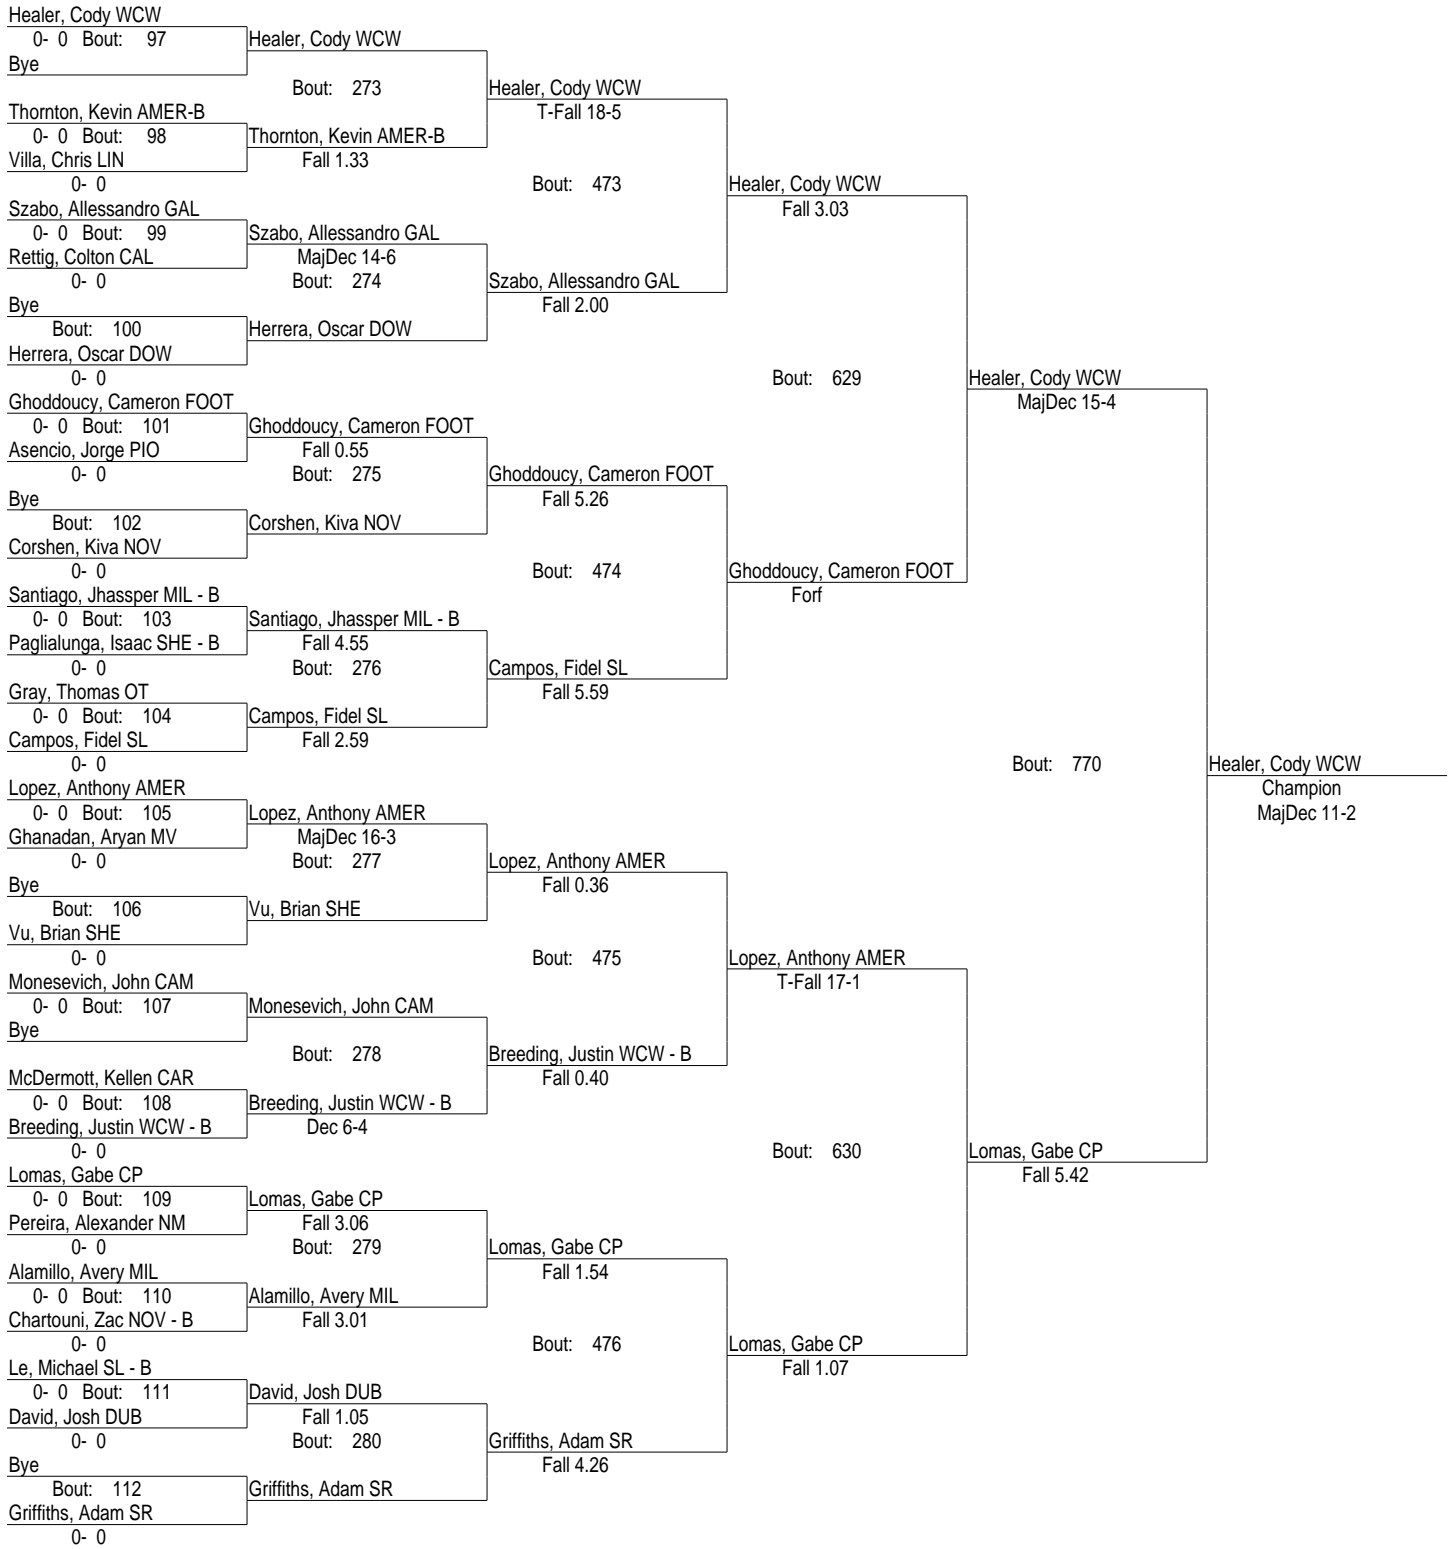 Healer, Cody WCW
0- 0 Bout: 97 Healer, Cody WCW
Bye
Bout: 273 Healer, Cody WCW
Thornton, Kevin AMER-B T-Fall 18-5
0- 0 Bout: 98 Thornton, Kevin AMER-B
Villa, Chris LIN Fall 1.33
0- 0 Bout: 473 Healer, Cody WCW
Szabo, Allessandro GAL Fall 3.03
0- 0 Bout: 99 Szabo, Allessandro GAL
Rettig, Colton CAL MajDec 14-6
0- 0 Bout: 274 Szabo, Allessandro GAL
Bye Fall 2.00
Bout: 100 Herrera, Oscar DOW
Herrera, Oscar DOW
0- 0 Bout: 629 Healer, Cody WCW
Ghoddoucy, Cameron FOOT MajDec 15-4
0- 0 Bout: 101 Ghoddoucy, Cameron FOOT
Asencio, Jorge PIO Fall 0.55
0- 0 Bout: 275 Ghoddoucy, Cameron FOOT
Bye Fall 5.26
Bout: 102 Corshen, Kiva NOV
Corshen, Kiva NOV
0- 0 Bout: 474 Ghoddoucy, Cameron FOOT
Santiago, Jhassper MIL - B Forf
0- 0 Bout: 103 Santiago, Jhassper MIL - B
Paglialunga, Isaac SHE - B Fall 4.55
0- 0 Bout: 276 Campos, Fidel SL
Gray, Thomas OT Fall 5.59
0- 0 Bout: 104 Campos, Fidel SL
Campos, Fidel SL Fall 2.59
0- 0 Bout: 770 Healer, Cody WCW
Lopez, Anthony AMER Champion
0- 0 Bout: 105 Lopez, Anthony AMER MajDec 11-2
Ghanadan, Aryan MV MajDec 16-3
0- 0 Bout: 277 Lopez, Anthony AMER
Bye Fall 0.36
Bout: 106 Vu, Brian SHE
Vu, Brian SHE
0- 0 Bout: 475 Lopez, Anthony AMER
Monesevich, John CAM T-Fall 17-1
0- 0 Bout: 107 Monesevich, John CAM
Bye
Bout: 278 Breeding, Justin WCW - B
McDermott, Kellen CAR Fall 0.40
0- 0 Bout: 108 Breeding, Justin WCW - B
Breeding, Justin WCW - B Dec 6-4
0- 0 Bout: 630 Lomas, Gabe CP
Lomas, Gabe CP Fall 5.42
0- 0 Bout: 109 Lomas, Gabe CP
Pereira, Alexander NM Fall 3.06
0- 0 Bout: 279 Lomas, Gabe CP
Alamillo, Avery MIL Fall 1.54
0- 0 Bout: 110 Alamillo, Avery MIL
Chartouni, Zac NOV - B Fall 3.01
0- 0 Bout: 476 Lomas, Gabe CP
Le, Michael SL - B Fall 1.07
0- 0 Bout: 111 David, Josh DUB
David, Josh DUB Fall 1.05
0- 0 Bout: 280 Griffiths, Adam SR
Bye Fall 4.26
Bout: 112 Griffiths, Adam SR
Griffiths, Adam SR
0- 0